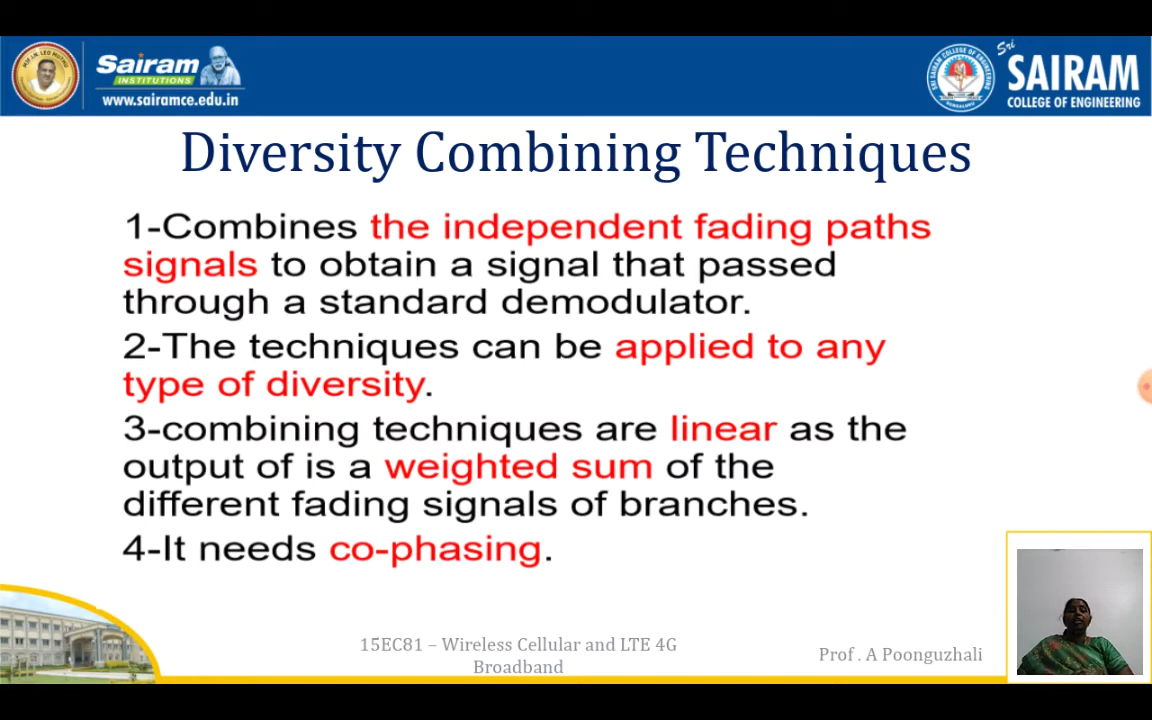 Sairam
INSTITUTIONS
www.sairamce.edu.in
Sri
SAIRAM
COLLEGE OF ENGINEERING
Diversity Combining Techniques
1-Combines the independent fading paths
signals to obtain a signal that passed
through a standard demodulator.
2-The techniques can be applied to any
type of diversity.
3-combining techniques are linear as the
output of is a weighted sum of the
different fading signals of branches.
4-It needs co-phasing.
15EC81 – Wireless Cellular and LTE 4G
Broadband
Prof . A Poonguzhali